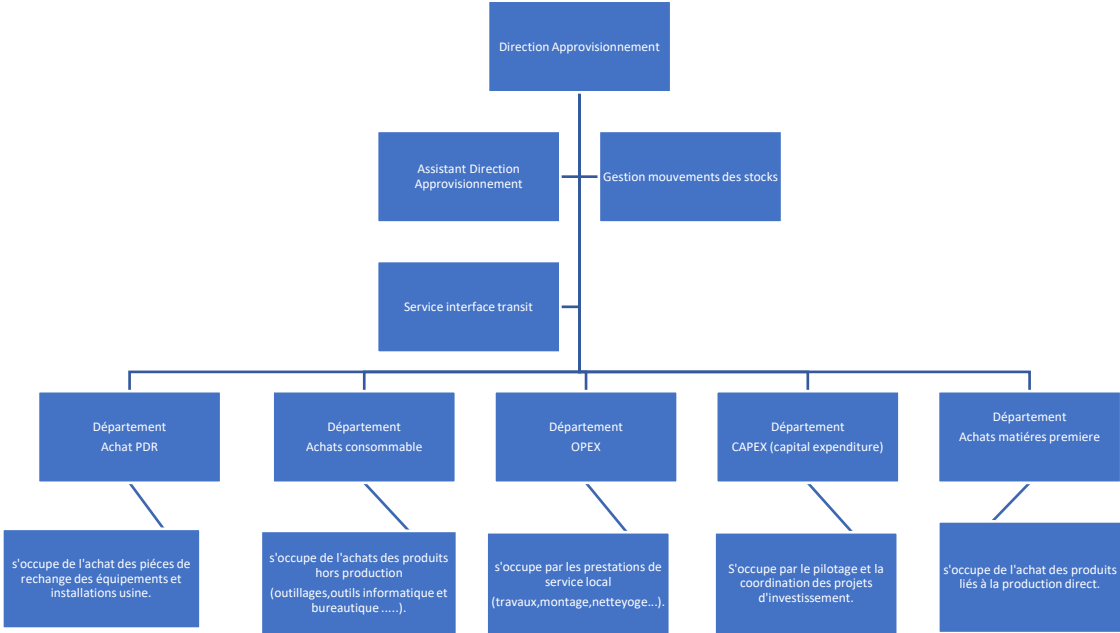 Direction Approvisionnement
Assistant Direction
Approvisionnement
Gestion mouvements des stocks
Service interface transit
Département
Achat PDR
Département
Achats consommable
Département
OPEX
Département
CAPEX (capital expenditure)
Département
Achats matiéres premiere
s'occupe de l'achat des piéces de
rechange des équipements et
installations usine.
s'occupe de l'achats des produits
hors production
(outillages,outils informatique et
bureautique .....).
s'occupe par les prestations de
service local
(travaux,montage,netteyoge...).
S'occupe par le pilotage et la
coordination des projets
d'investissement.
s'occupe de l'achat des produits
liés à la production direct.